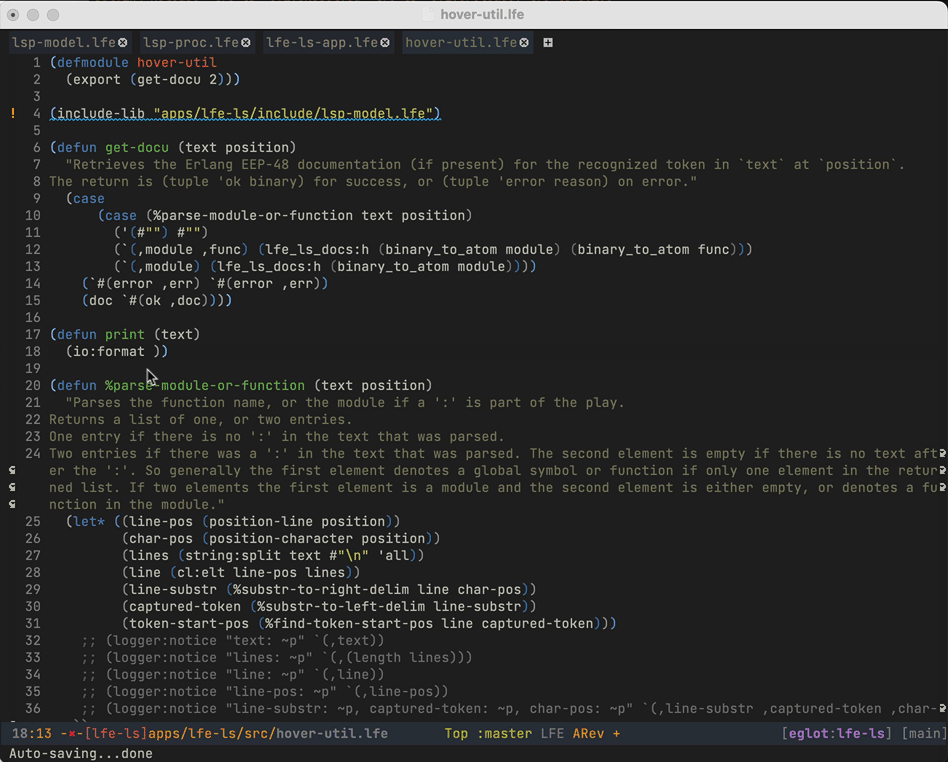 hover-util.lfe
lsp-model.lfe lsp-proc.lfe lfe-ls-app.lfe hover-util.lfe
1 (defmodule hover-util
2   (export (get-docu 2)))
3
! 4 (include-lib "apps/lfe-ls/include/lsp-model.lfe")
5
6 (defun get-docu (text position)
7   "Retrieves the Erlang EEP-48 documentation (if present) for the recognized token in `text` at `position`.
8 The return is (tuple 'ok binary) for success, or (tuple 'error reason) on error."
9   (case
10       (case (%parse-module-or-function text position)
11         ('(#"") #"")
12         (`(,module ,func) (lfe_ls_docs:h (binary_to_atom module) (binary_to_atom func)))
13         (`(,module) (lfe_ls_docs:h (binary_to_atom module))))
14     (`#(error ,err) `#(error ,err))
15     (doc `#(ok ,doc))))
16
17 (defun print (text)
18   (io:format ))
19
20 (defun %parse-module-or-function (text position)
21   "Parses the function name, or the module if a ':' is part of the play.
22 Returns a list of one, or two entries.
23 One entry if there is no ':' in the text that was parsed.
24 Two entries if there was a ':' in the text that was parsed. The second element is empty if there is no text aft
er the ':'. So generally the first element denotes a global symbol or function if only one element in the retur
ned list. If two elements the first element is a module and the second element is either empty, or denotes a fu
nction in the module."
25   (let* ((line-pos (position-line position))
26          (char-pos (position-character position))
27          (lines (string:split text #"\n" 'all))
28          (line (cl:elt line-pos lines))
29          (line-substr (%substr-to-right-delim line char-pos))
30          (captured-token (%substr-to-left-delim line-substr))
31          (token-start-pos (%find-token-start-pos line captured-token)))
32     ;; (logger:notice "text: ~p" `(,text))
33     ;; (logger:notice "lines: ~p" `(,(length lines)))
34     ;; (logger:notice "line: ~p" `(,line))
35     ;; (logger:notice "line-pos: ~p" `(,line-pos))
36     ;; (logger:notice "line-substr: ~p, captured-token: ~p, char-pos: ~p" `(,line-substr ,captured-token ,char-
18:13 -✖-[lfe-ls]apps/lfe-ls/src/hover-util.lfe Top :master LFE ARev + [eglot:lfe-ls] [main]
Auto-saving...done